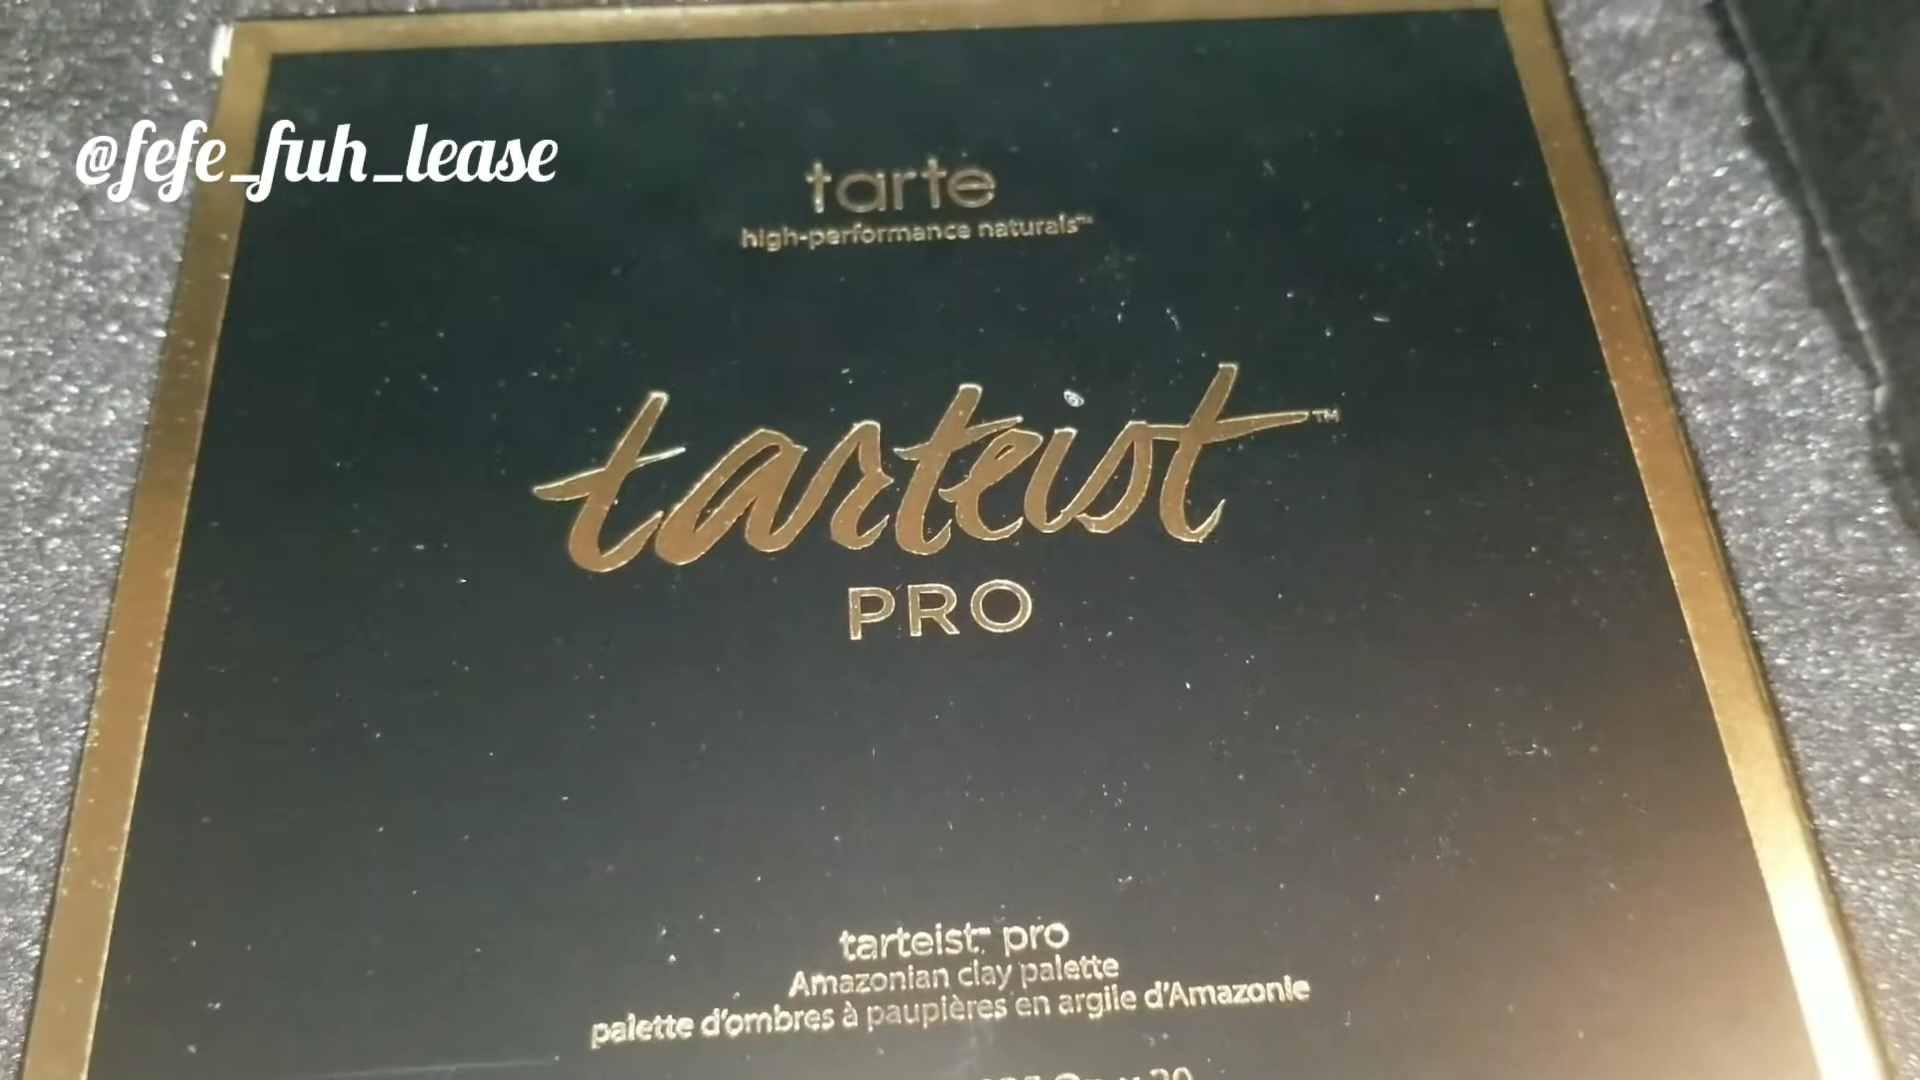 @fefe_fuh_lease
tarte
high-performance naturals™
tarteist™
PRO
tarteist™ pro
Amazonian clay palette
palette d'ombres à paupières en argile d'Amazonie